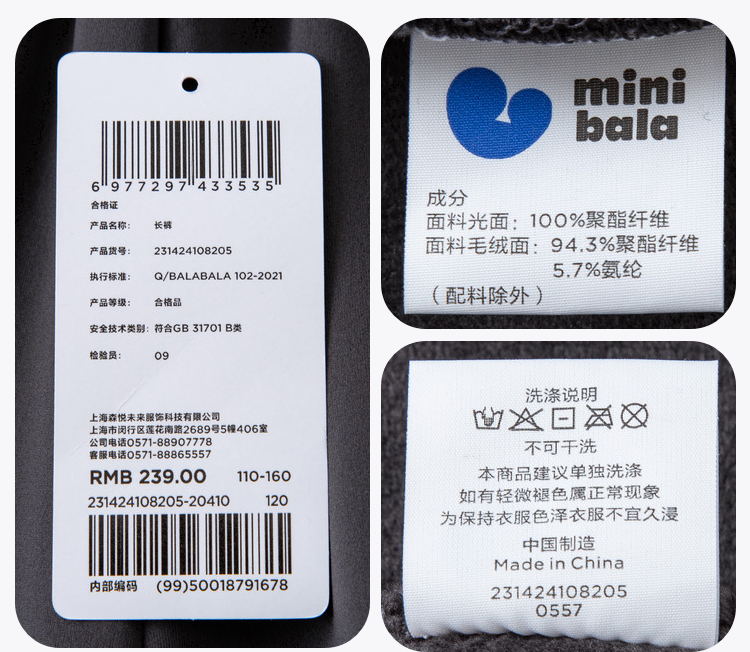 6 977297 433535
合格证
产品名称: 长裤
产品货号: 231424108205
执行标准: Q/BALABALA 102-2021
产品等级: 合格品
安全技术类别: 符合GB 31701 B类
检验员: 09
上海森悦未来服饰科技有限公司
上海市闵行区莲花南路2689号5幢406室
公司电话0571-88907778
客服电话0571-88865557
RMB 239.00 110-160
231424108205-20410 120
内部编码 (99)50018791678
mini
bala
成分
面料光面: 100%聚酯纤维
面料毛绒面: 94.3%聚酯纤维
5.7%氨纶
(配料除外)
洗涤说明
不可干洗
本商品建议单独洗涤
如有轻微褪色属正常现象
为保持衣服色泽衣服不宜久浸
中国制造
Made in China
231424108205
0557